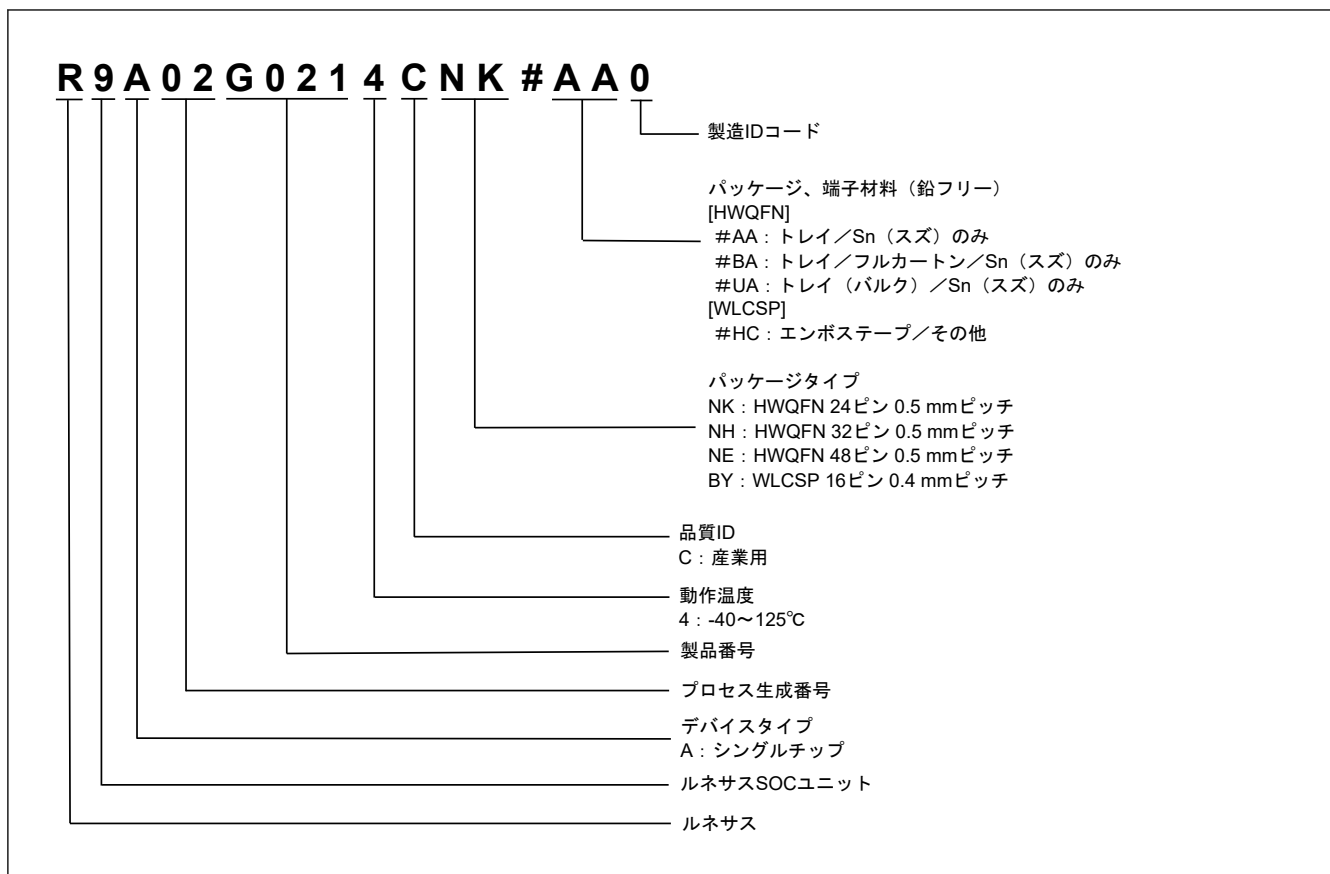 R9A02G0214CNK#AA0
製造IDコード
パッケージ、端子材料（鉛フリー）
[HWQFN]
＃AA：トレイ／Sn（スズ）のみ
＃BA：トレイ／フルカートン／Sn（スズ）のみ
＃UA：トレイ（バルク）／Sn（スズ）のみ
[WLCSP]
＃HC：エンボステープ／その他
パッケージタイプ
NK：HWQFN 24ピン 0.5 mmピッチ
NH：HWQFN 32ピン 0.5 mmピッチ
NE：HWQFN 48ピン 0.5 mmピッチ
BY：WLCSP 16ピン 0.4 mmピッチ
品質ID
C：産業用
動作温度
4：-40～125℃
製品番号
プロセス生成番号
デバイスタイプ
A：シングルチップ
ルネサスSOCユニット
ルネサス